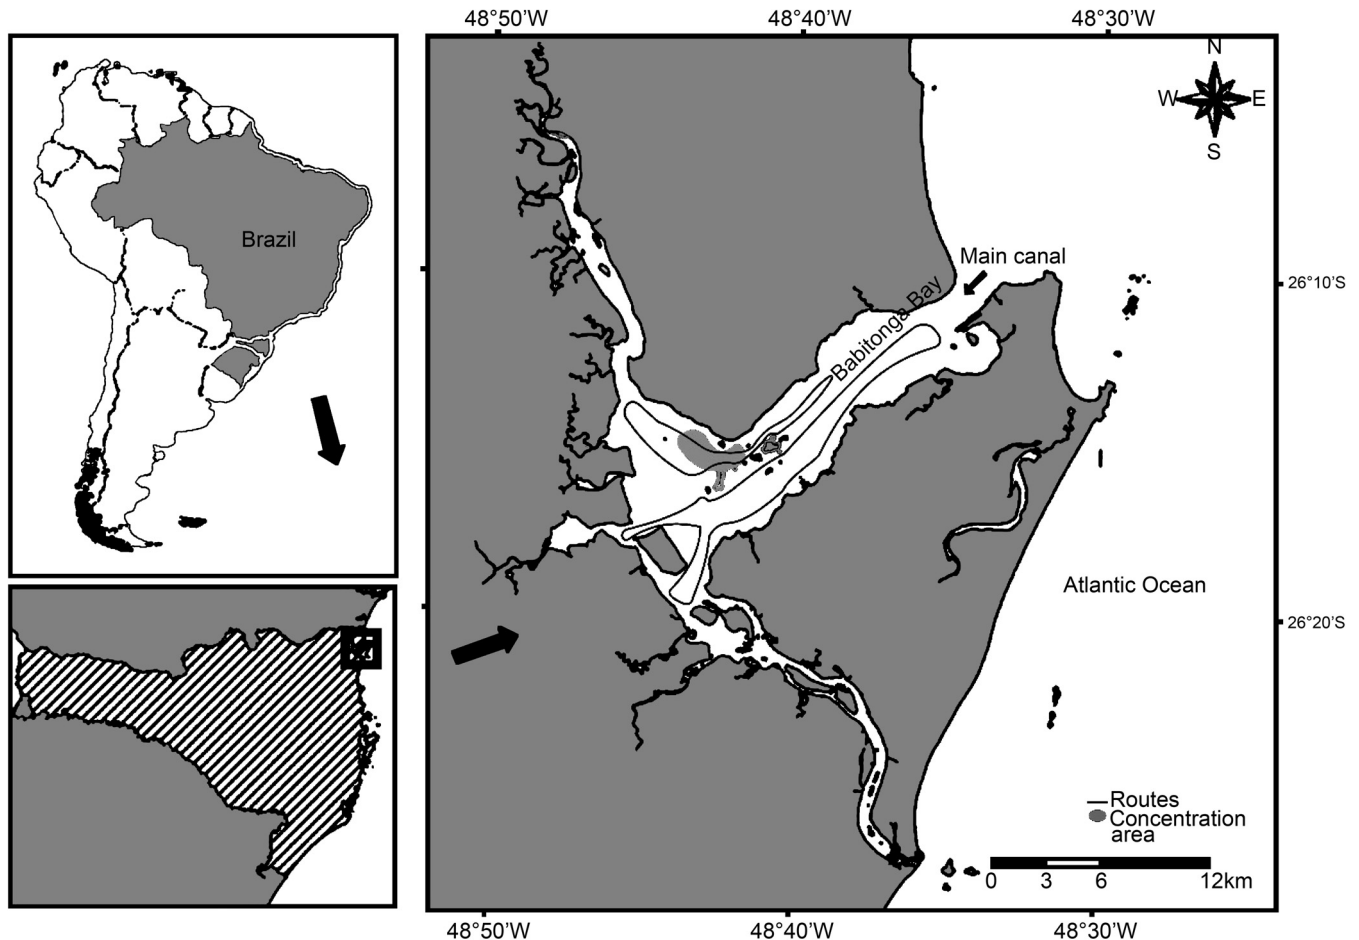 48°50'W
48°40'W
48°30'W
N
W
E
S
Brazil
Main canal
Babitonga Bay
26°10'S
Atlantic Ocean
26°20'S
Routes
Concentration
area
0
3
6
12km
48°50'W
48°40'W
48°30'W